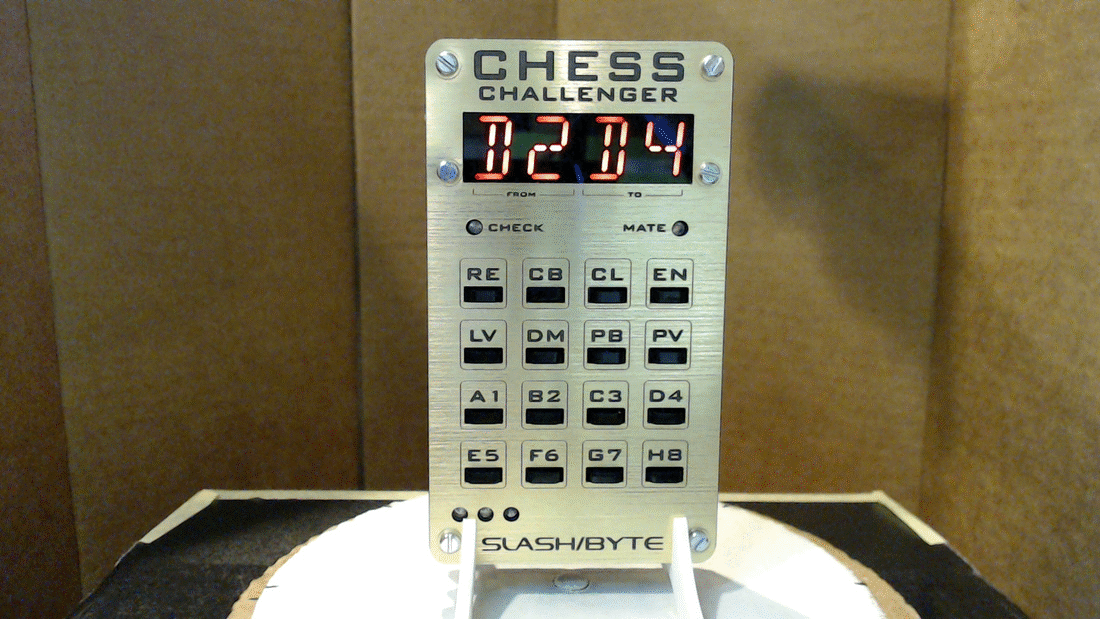 CHESS
CHALLENGER
D2D4
FROM TO
CHECK MATE
RE CB CL EN
LV DM PB PV
A1 B2 C3 D4
E5 F6 G7 H8
SLASH/BYTE